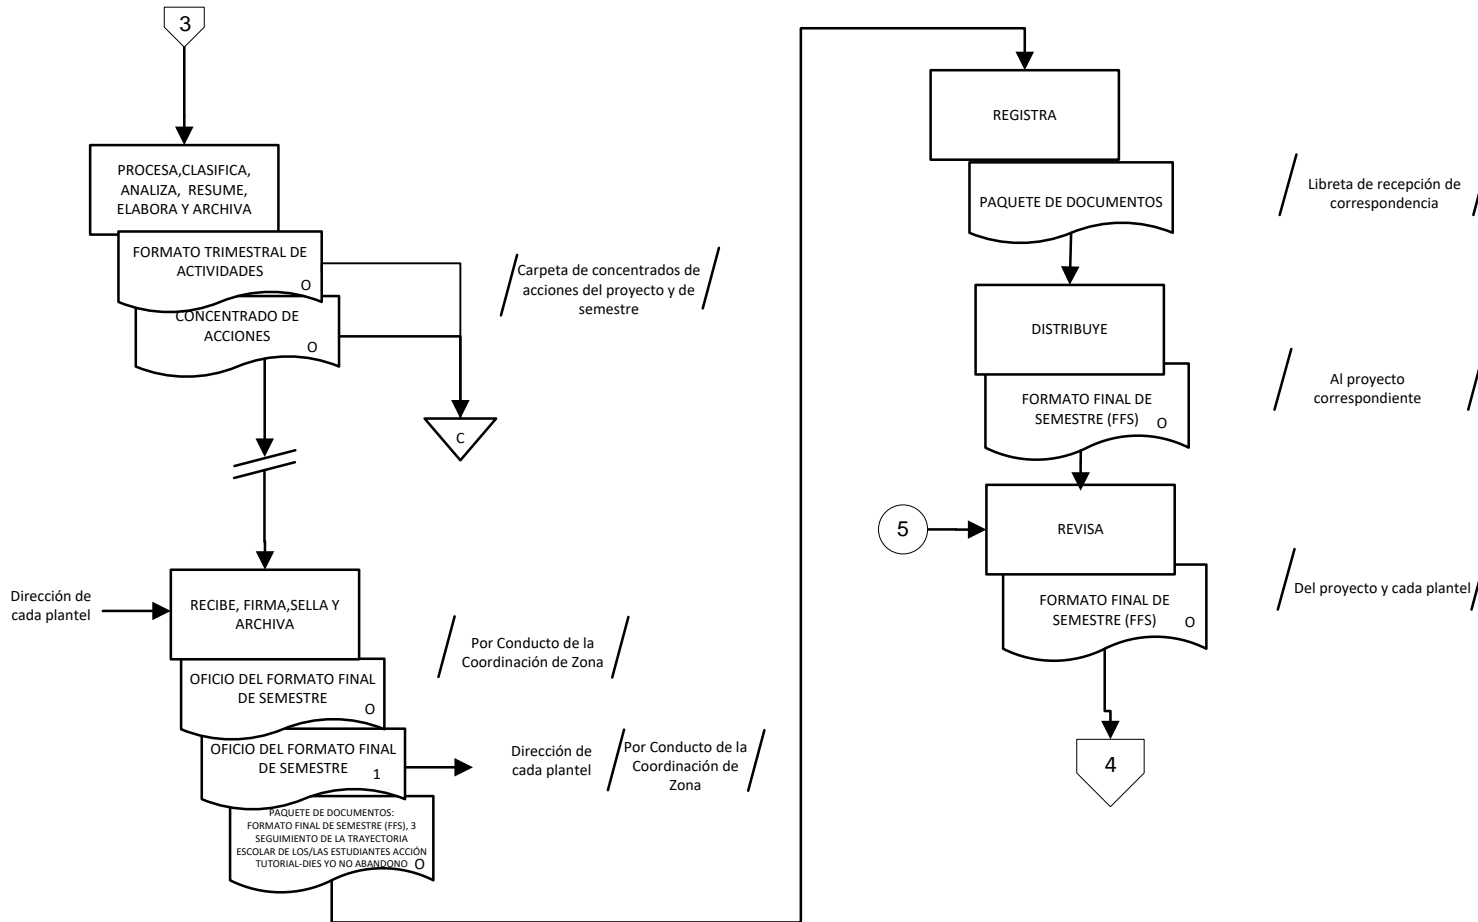 3
PROCESA,CLASIFICA,
ANALIZA, RESUME,
ELABORA Y ARCHIVA
FORMATO TRIMESTRAL DE
ACTIVIDADES
O
CONCENTRADO DE
ACCIONES
O
Carpeta de concentrados de
acciones del proyecto y de
semestre
C
Dirección de
cada plantel
RECIBE, FIRMA,SELLA Y
ARCHIVA
Por Conducto de la
Coordinación de Zona
OFICIO DEL FORMATO FINAL
DE SEMESTRE
O
OFICIO DEL FORMATO FINAL
DE SEMESTRE
1
Dirección de
cada plantel
Por Conducto de la
Coordinación de
Zona
PAQUETE DE DOCUMENTOS:
FORMATO FINAL DE SEMESTRE (FFS), 3
SEGUIMIENTO DE LA TRAYECTORIA
ESCOLAR DE LOS/LAS ESTUDIANTES ACCIÓN
TUTORIAL-DIES YO NO ABANDONO
O
REGISTRA
PAQUETE DE DOCUMENTOS
Libreta de recepción de
correspondencia
DISTRIBUYE
FORMATO FINAL DE
SEMESTRE (FFS)
O
Al proyecto
correspondiente
5
REVISA
FORMATO FINAL DE
SEMESTRE (FFS)
O
Del proyecto y cada plantel
4